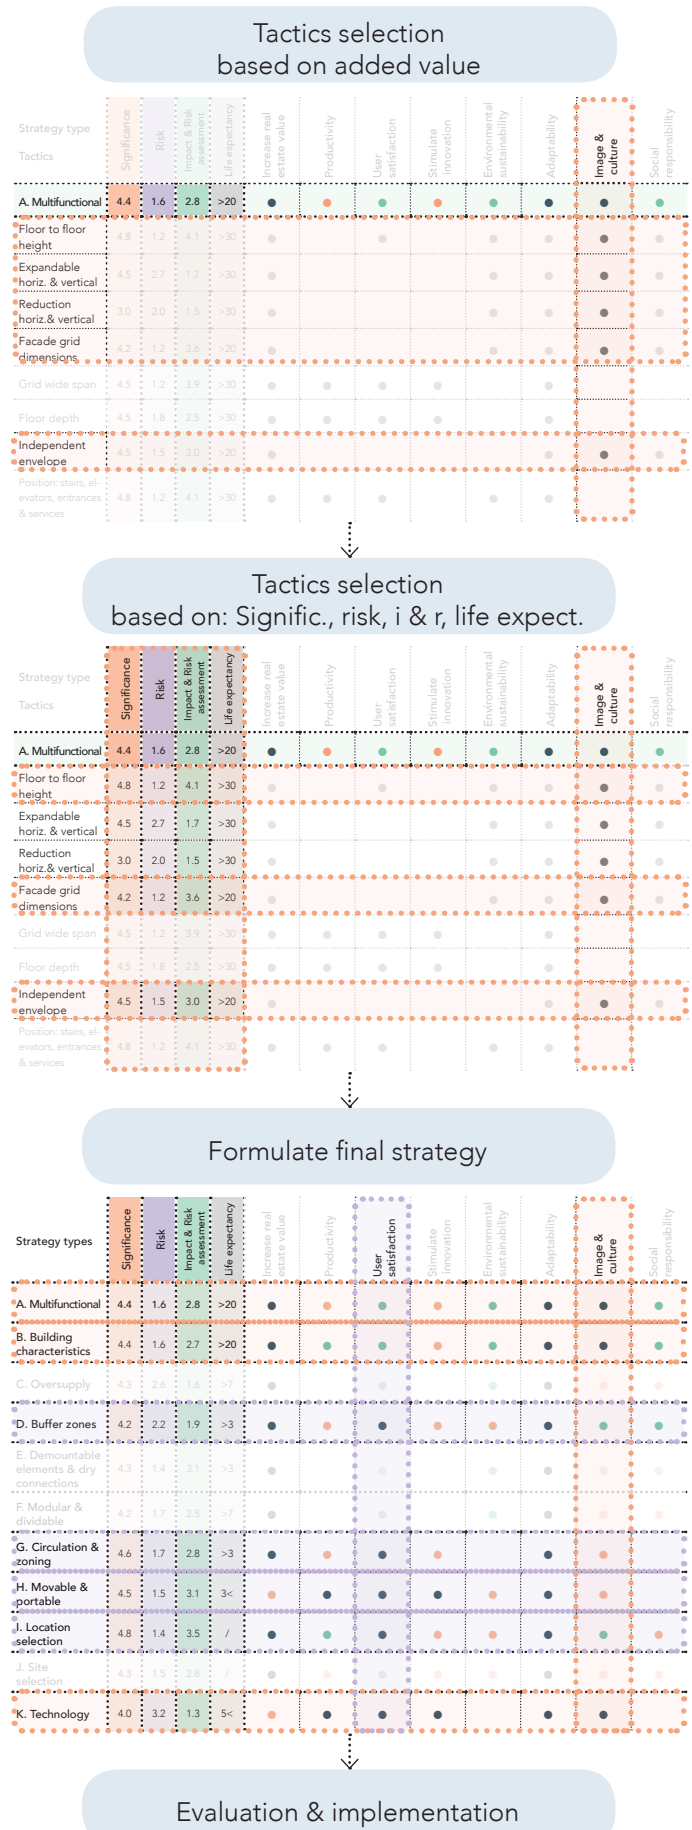 Tactics selection
based on added value
Strategy type
Tactics
Significance
Risk
Impact & Risk
assessment
Life expectancy
Increase real
estate value
Productivity
User
satisfaction
Stimulate
innovation
Environmental
sustainability
Adaptability
Image &
culture
Social
responsibility
A. Multifunctional 4.4 1.6 2.8 >20
Floor to floor
height 4.8 1.2 4.1 >30
Expandable
horiz. & vertical 4.5 2.7 1.7 >30
Reduction
horiz.& vertical 3.0 2.0 1.5 >30
Facade grid
dimensions 4.2 1.2 3.6 >20
Grid wide span 4.5 1.2 3.9 >30
Floor depth 4.5 1.8 2.5 >30
Independent
envelope 4.5 1.5 3.0 >20
Position: stairs, el-
evators, entrances
& services 4.8 1.2 4.1 >30
Tactics selection
based on: Signific., risk, i & r, life expect.
Strategy type
Tactics
Significance
Risk
Impact & Risk
assessment
Life expectancy
Increase real
estate value
Productivity
User
satisfaction
Stimulate
innovation
Environmental
sustainability
Adaptability
Image &
culture
Social
responsibility
A. Multifunctional 4.4 1.6 2.8 >20
Floor to floor
height 4.8 1.2 4.1 >30
Expandable
horiz. & vertical 4.5 2.7 1.7 >30
Reduction
horiz.& vertical 3.0 2.0 1.5 >30
Facade grid
dimensions 4.2 1.2 3.6 >20
Grid wide span 4.5 1.2 3.9 >30
Floor depth 4.5 1.8 2.5 >30
Independent
envelope 4.5 1.5 3.0 >20
Position: stairs, el-
evators, entrances
& services 4.8 1.2 4.1 >30
Formulate final strategy
Strategy types
Significance
Risk
Impact & Risk
assessment
Life expectancy
Increase real
estate value
Productivity
User
satisfaction
Stimulate
innovation
Environmental
sustainability
Adaptability
Image &
culture
Social
responsibility
A. Multifunctional 4.4 1.6 2.8 >20
B. Building
characteristics 4.4 1.6 2.7 >20
C. Oversupply 4.3 2.6 1.6 >7
D. Buffer zones 4.2 2.2 1.9 >3
E. Demountable
elements & dry
connections 4.3 1.4 3.1 >3
F. Modular &
dividable 4.2 1.7 2.5 >7
G. Circulation &
zoning 4.6 1.7 2.8 >3
H. Movable &
portable 4.5 1.5 3.1 3<
I. Location
selection 4.8 1.4 3.5 /
J. Site
selection 4.3 1.5 2.8 /
K. Technology 4.0 3.2 1.3 5<
Evaluation & implementation